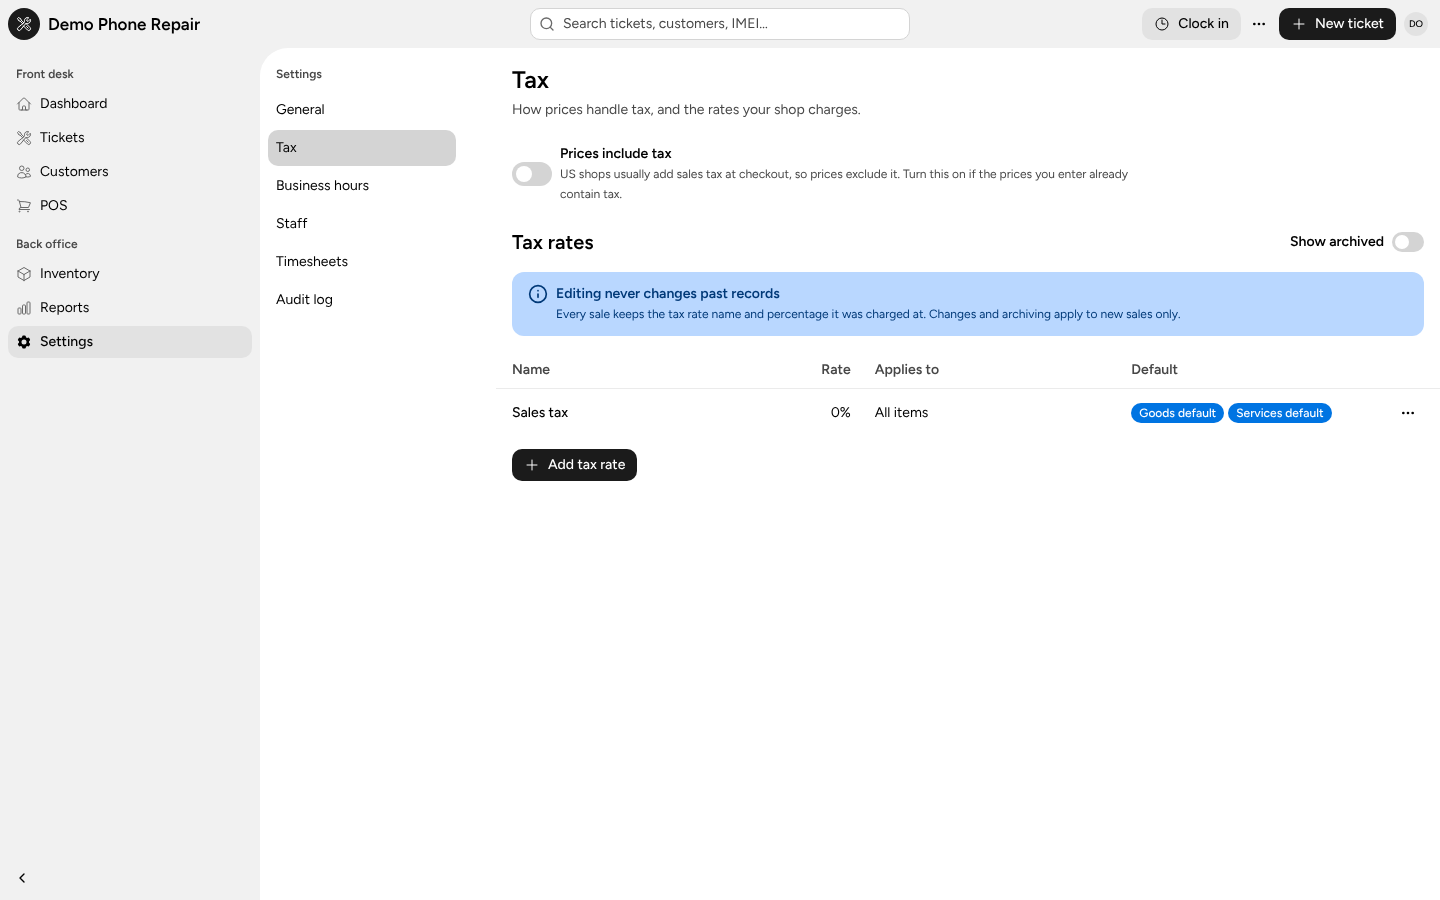 Demo Phone Repair
Search tickets, customers, IMEI...
Clock in
New ticket
DO
Front desk
Dashboard
Tickets
Customers
POS
Back office
Inventory
Reports
Settings
Settings
General
Tax
Business hours
Staff
Timesheets
Audit log
Tax
How prices handle tax, and the rates your shop charges.
Prices include tax
US shops usually add sales tax at checkout, so prices exclude it. Turn this on if the prices you enter already
contain tax.
Tax rates
Show archived
Editing never changes past records
Every sale keeps the tax rate name and percentage it was charged at. Changes and archiving apply to new sales only.
Name Rate Applies to Default
Sales tax 0% All items Goods default Services default
Add tax rate